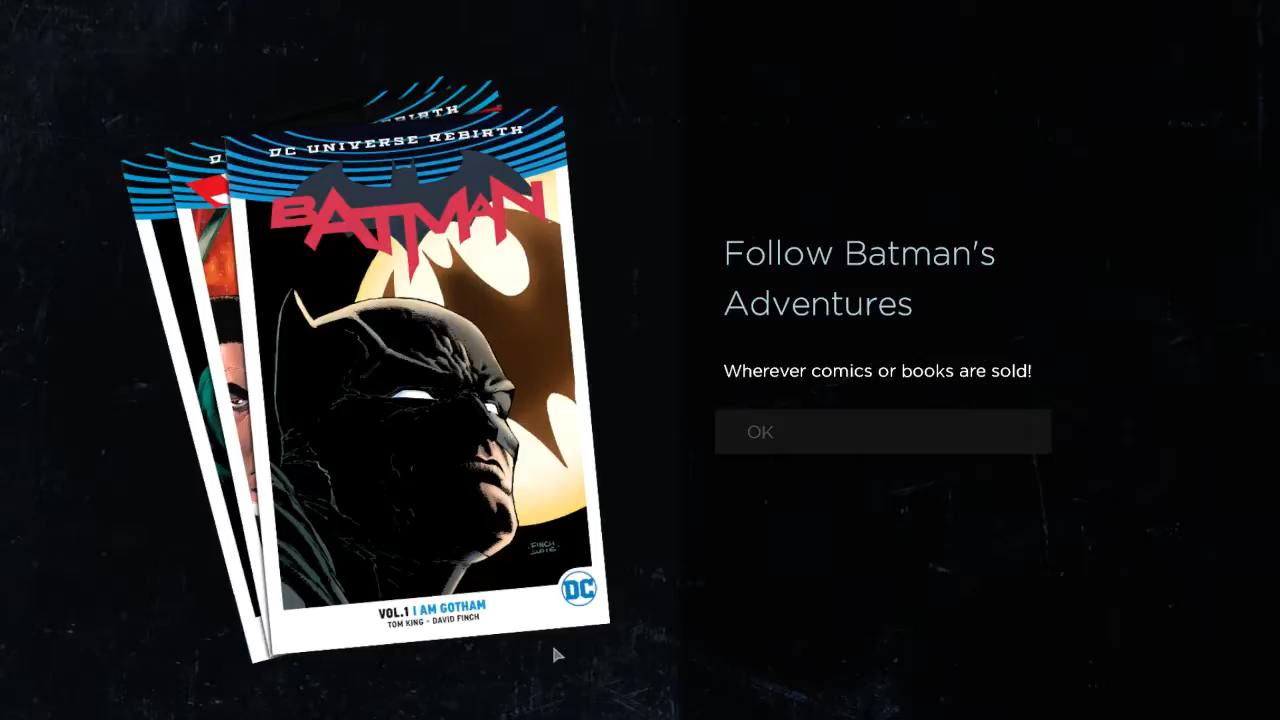 EBIRTH
D
DC UNIVERSE REBIRTH
BATMAN
FINCH
2016
DC
VOL.1 I AM GOTHAM
TOM KING • DAVID FINCH
Follow Batman's
Adventures
Wherever comics or books are sold!
OK